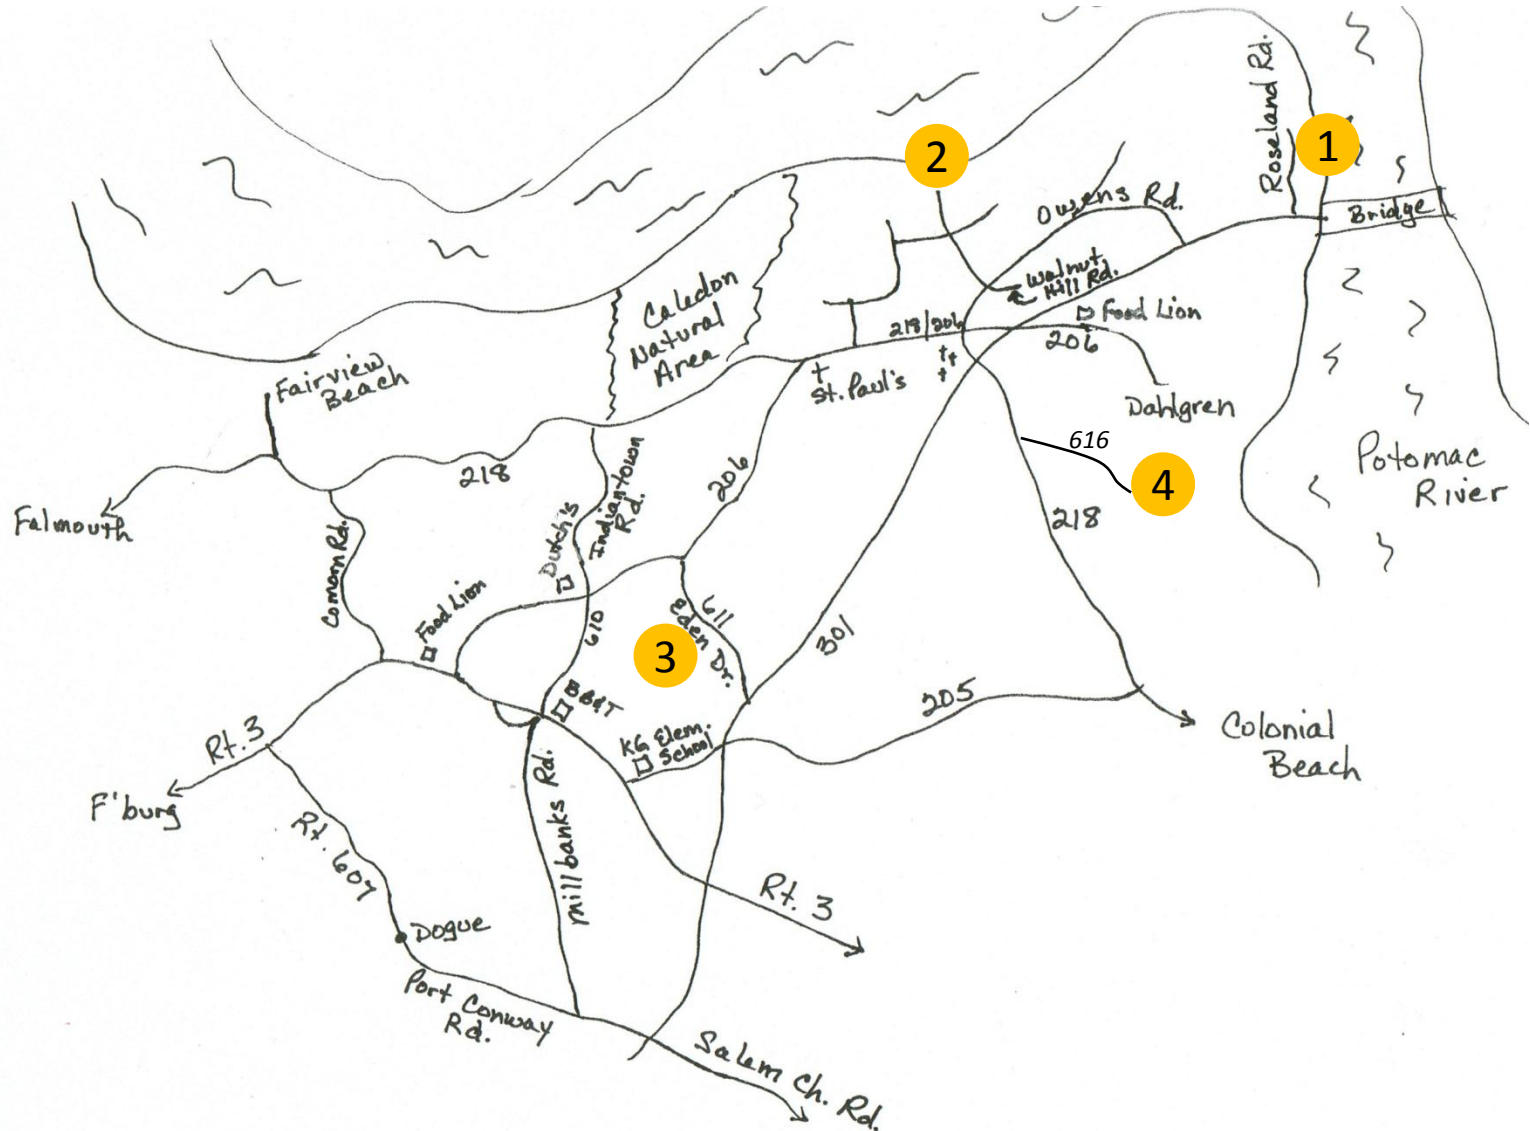 Roseland Rd.
1
2
Owens Rd.
Bridge
Walnut
Hill Rd.
Caledon
Natural
Area
218/206
Food Lion
206
Fairview
Beach
St. Paul's
Dahlgren
616
4
Potomac
River
218
206
Indiantown
Rd.
Dutch's
218
Falmouth
Comorn Rd.
Food Lion
610
611
Eden Dr.
3
301
BB&T
205
KG Elem.
School
Colonial
Beach
Rt. 3
F'burg
Millbanks Rd.
Rt. 607
Rt. 3
Dogue
Port Conway
Rd.
Salem Ch. Rd.